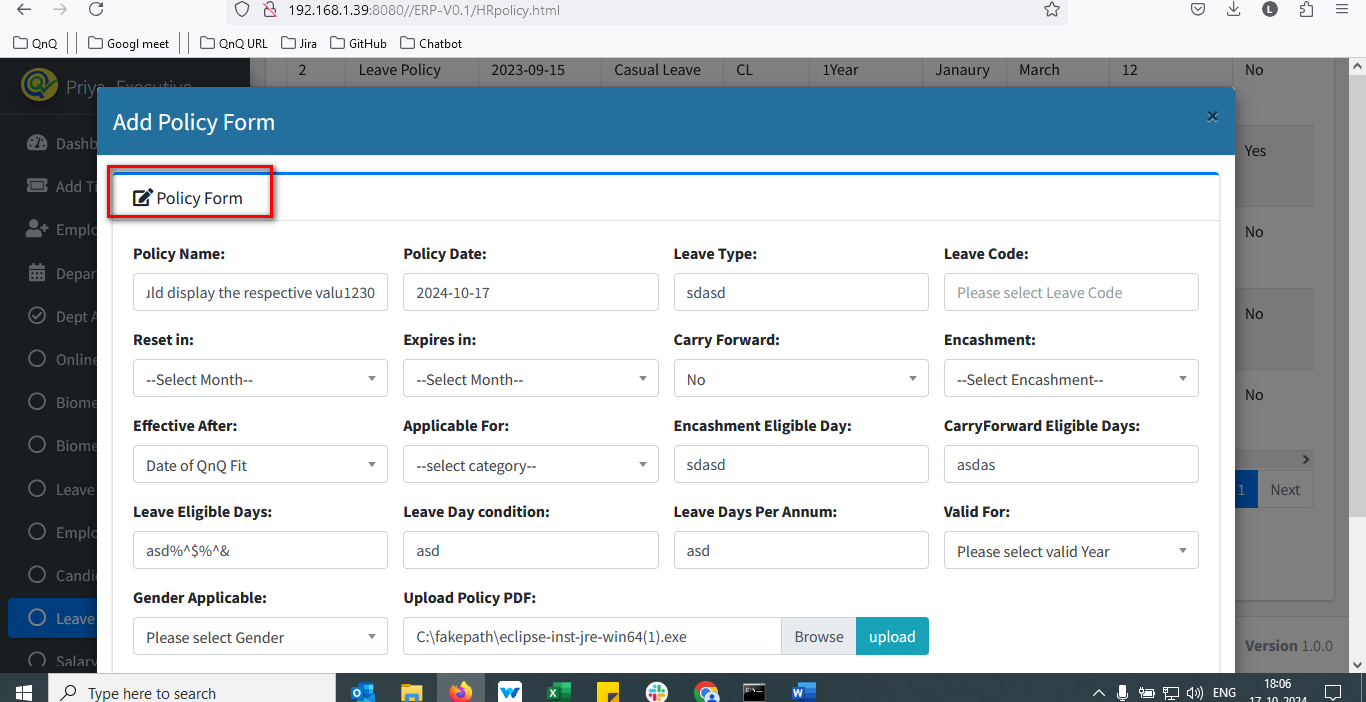 192.168.1.39:8080//ERP-V0.1/HRpolicy.html
QnQ Googl meet QnQ URL Jira GitHub Chatbot
2 Leave Policy 2023-09-15 Casual Leave CL 1Year Janaury March 12 No
Priya Executive
Add Policy Form ×
Dashb
Yes
Add Ti
Policy Form
Emplo
No
Policy Name: Policy Date: Leave Type: Leave Code:
Depar
uld display the respective valu1230 2024-10-17 sdasd Please select Leave Code
Dept A
No
Reset in: Expires in: Carry Forward: Encashment:
Online
--Select Month-- --Select Month-- No --Select Encashment--
Biome
No
Effective After: Applicable For: Encashment Eligible Day: CarryForward Eligible Days:
Biome
Date of QnQ Fit --select category-- sdasd asdas
Leave
1 Next
Leave Eligible Days: Leave Day condition: Leave Days Per Annum: Valid For:
Emplo
asd%^$%^& asd asd Please select valid Year
Candi
Gender Applicable: Upload Policy PDF:
Leave
Please select Gender C:\fakepath\eclipse-inst-jre-win64(1).exe Browse upload
Version 1.0.0
Salary
Type here to search
ENG
18:06
17-10-2024